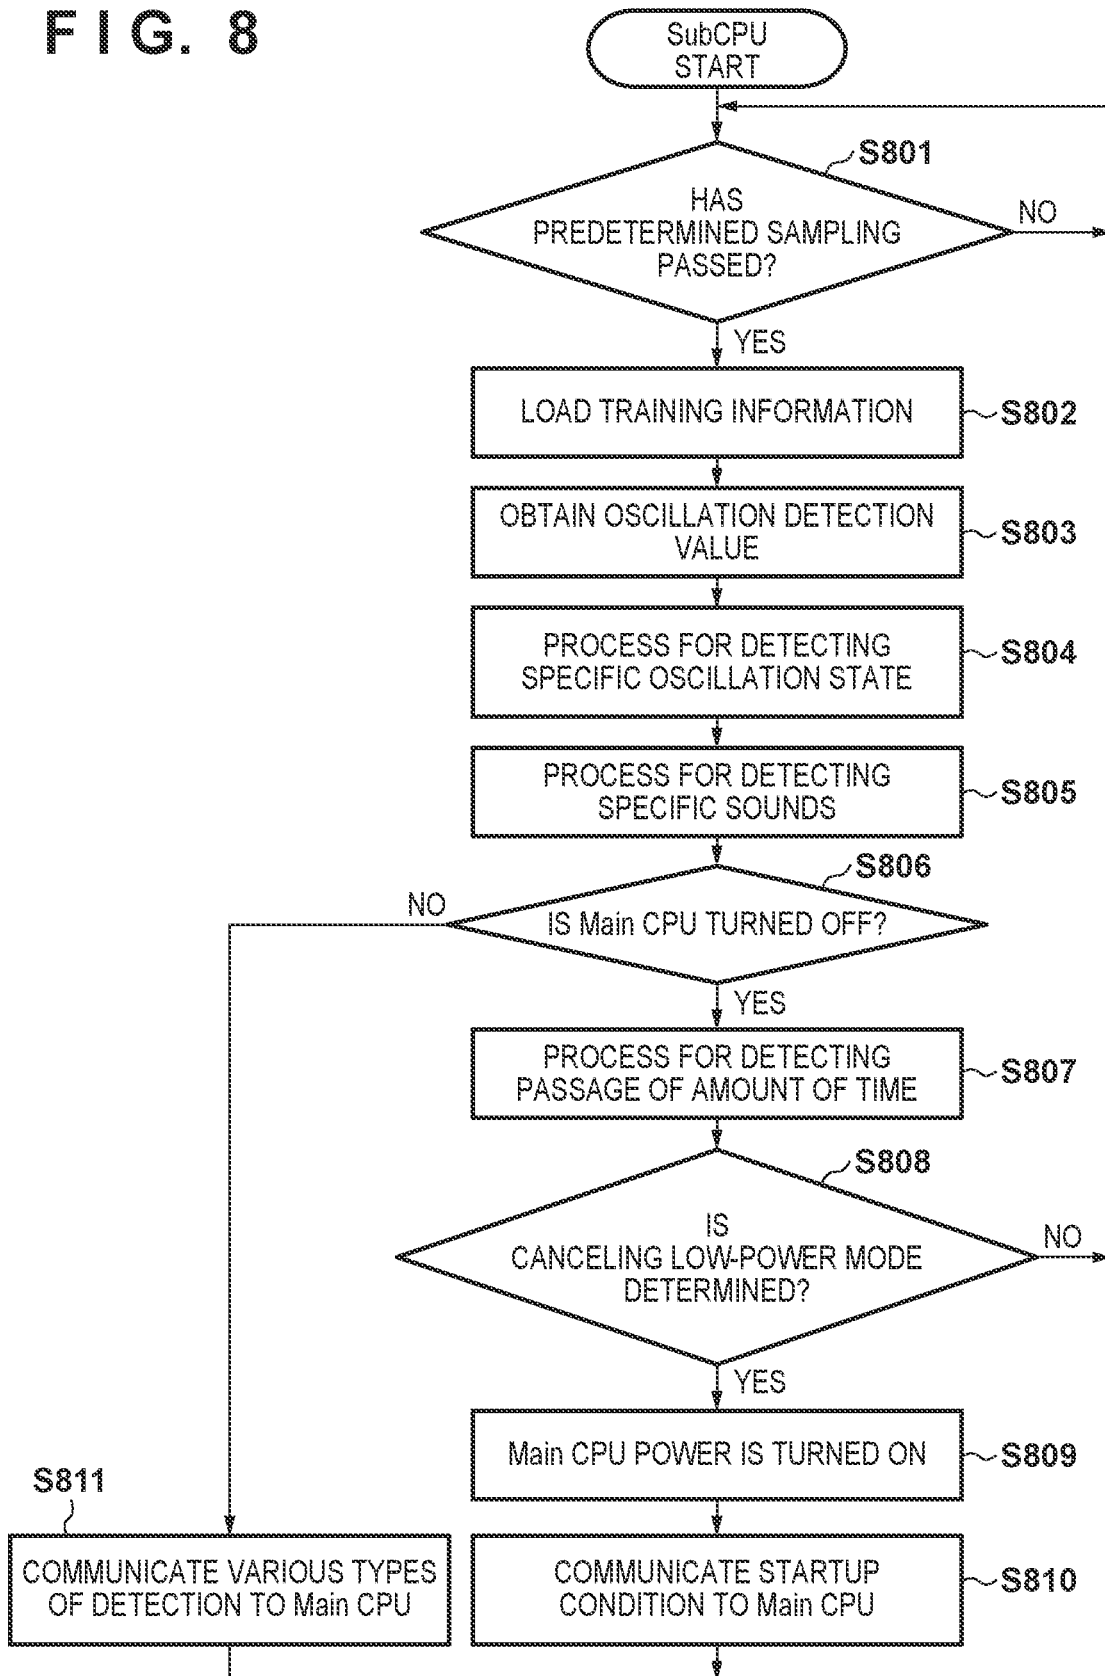 FIG. 8
SubCPU
START
S801
HAS
PREDETERMINED SAMPLING
PASSED?
NO
YES
LOAD TRAINING INFORMATION
S802
OBTAIN OSCILLATION DETECTION
VALUE
S803
PROCESS FOR DETECTING
SPECIFIC OSCILLATION STATE
S804
PROCESS FOR DETECTING
SPECIFIC SOUNDS
S805
S806
NO
IS Main CPU TURNED OFF?
YES
PROCESS FOR DETECTING
PASSAGE OF AMOUNT OF TIME
S807
S808
IS
CANCELING LOW-POWER MODE
DETERMINED?
NO
YES
Main CPU POWER IS TURNED ON
S809
S811
COMMUNICATE VARIOUS TYPES
OF DETECTION TO Main CPU
COMMUNICATE STARTUP
CONDITION TO Main CPU
S810